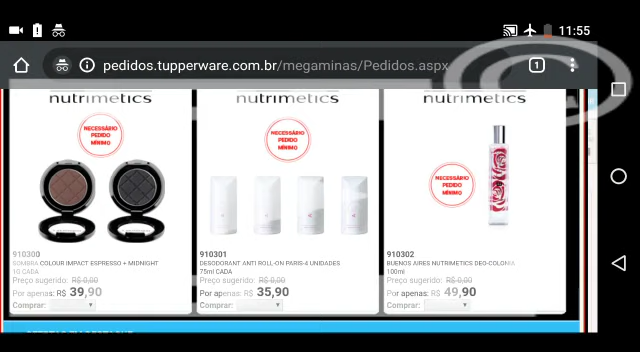 11:55
pedidos.tupperware.com.br/megaminas/Pedidos.aspx
1
nutrimetics
nutrimetics
nutrimetics
NECESSÁRIO
PEDIDO
MÍNIMO
NECESSÁRIO
PEDIDO
MÍNIMO
NECESSÁRIO
PEDIDO
MÍNIMO
910300
SOMBRA COLOUR IMPACT ESPRESSO + MIDNIGHT
1G CADA
Preço sugerido: R$ 0,00
Por apenas: R$ 39,90
Comprar:
910301
DESODORANT ANTI ROLL-ON PARIS-4 UNIDADES
75ml CADA
Preço sugerido: R$ 0,00
Por apenas: R$ 35,90
Comprar:
910302
BUENOS AIRES NUTRIMETICS DEO-COLONIA
100ml
Preço sugerido: R$ 0,00
Por apenas: R$ 49,90
Comprar: